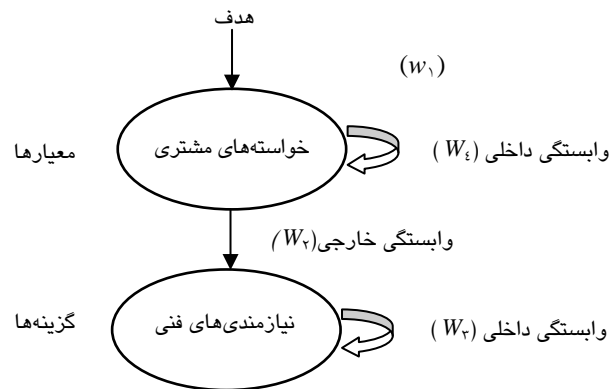 هدف
(w۱)
خواسته‌های مشتری
معیارها
وابستگی داخلی (W٤)
وابستگی خارجی(W۲)
نیازمندی‌های فنی
گزینه‌ها
وابستگی داخلی (W۳)